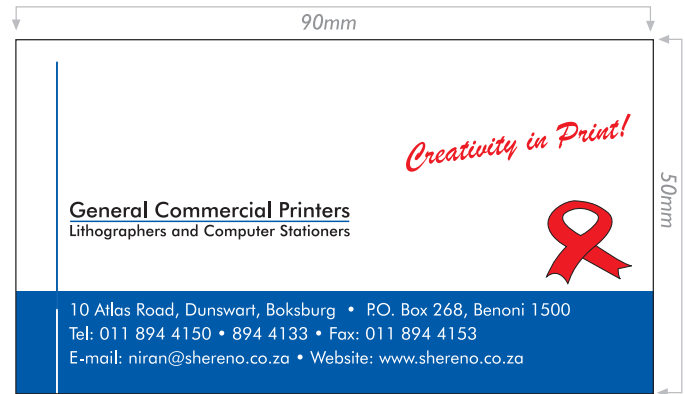 90mm
Creativity in Print!
50mm
General Commercial Printers
Lithographers and Computer Stationers
10 Atlas Road, Dunswart, Boksburg • P.O. Box 268, Benoni 1500
Tel: 011 894 4150 • 894 4133 • Fax: 011 894 4153
E-mail: niran@shereno.co.za • Website: www.shereno.co.za